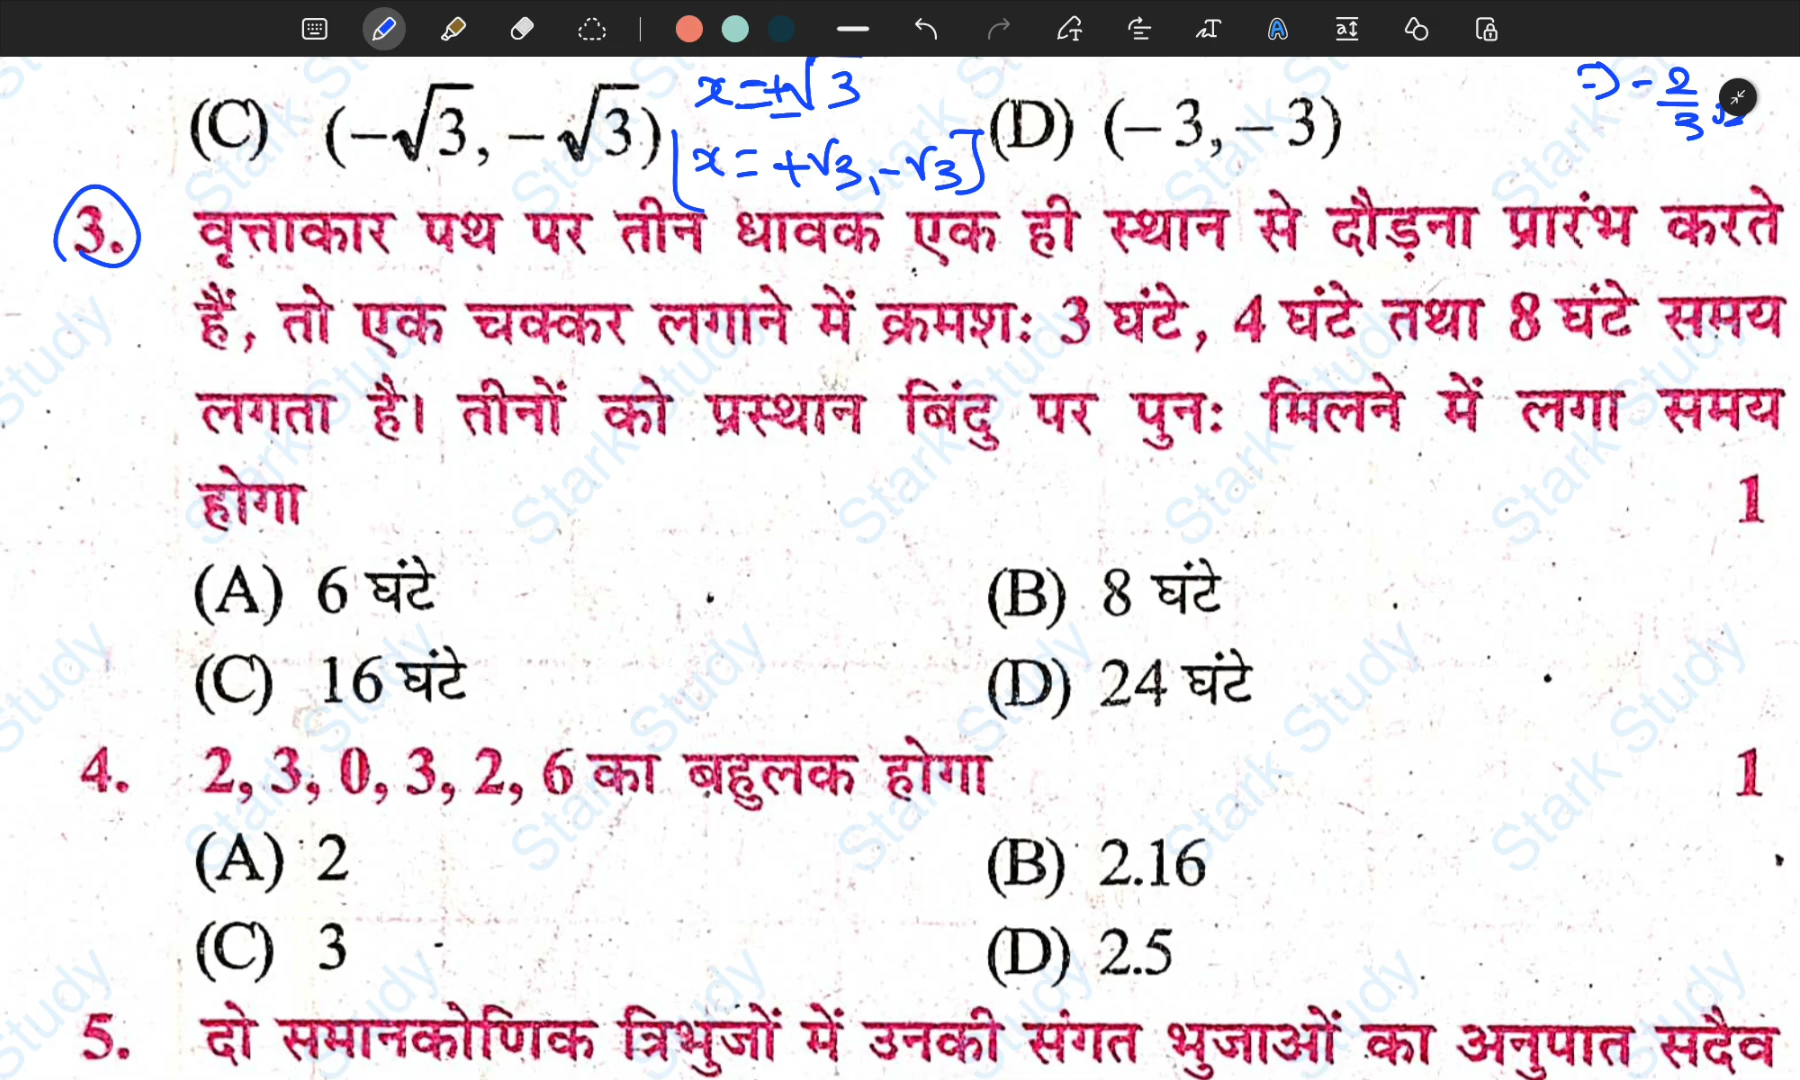 x=±√3
⇒ -2/3
(C) (−√3, −√3)
(D) (−3, −3)
[x = +√3, -√3]
3. वृत्ताकार पथ पर तीन धावक एक ही स्थान से दौड़ना प्रारंभ करते
हैं, तो एक चक्कर लगाने में क्रमशः 3 घंटे, 4 घंटे तथा 8 घंटे समय
लगता है। तीनों को प्रस्थान बिंदु पर पुनः मिलने में लगा समय
होगा 1
(A) 6 घंटे (B) 8 घंटे
(C) 16 घंटे (D) 24 घंटे
4. 2, 3, 0, 3, 2, 6 का बहुलक होगा 1
(A) 2 (B) 2.16
(C) 3 (D) 2.5
5. दो समानकोणिक त्रिभुजों में उनकी संगत भुजाओं का अनुपात सदैव
Stark Study